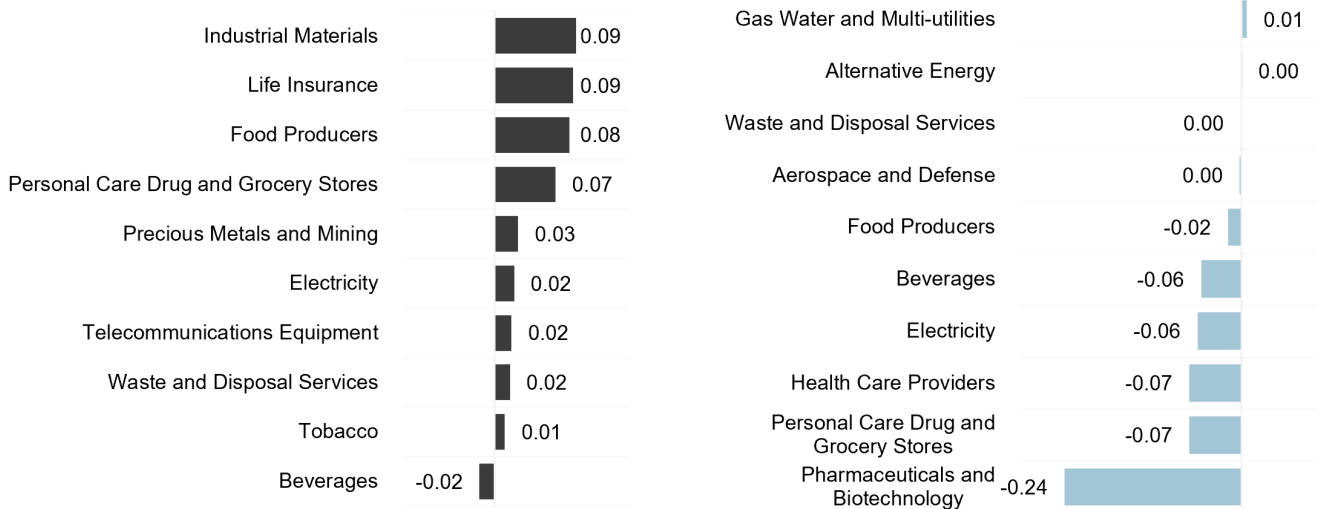 Industrial Materials 0.09
Life Insurance 0.09
Food Producers 0.08
Personal Care Drug and Grocery Stores 0.07
Precious Metals and Mining 0.03
Electricity 0.02
Telecommunications Equipment 0.02
Waste and Disposal Services 0.02
Tobacco 0.01
Beverages -0.02
Gas Water and Multi-utilities 0.01
Alternative Energy 0.00
Waste and Disposal Services 0.00
Aerospace and Defense 0.00
Food Producers -0.02
Beverages -0.06
Electricity -0.06
Health Care Providers -0.07
Personal Care Drug and
Grocery Stores -0.07
Pharmaceuticals and
Biotechnology -0.24